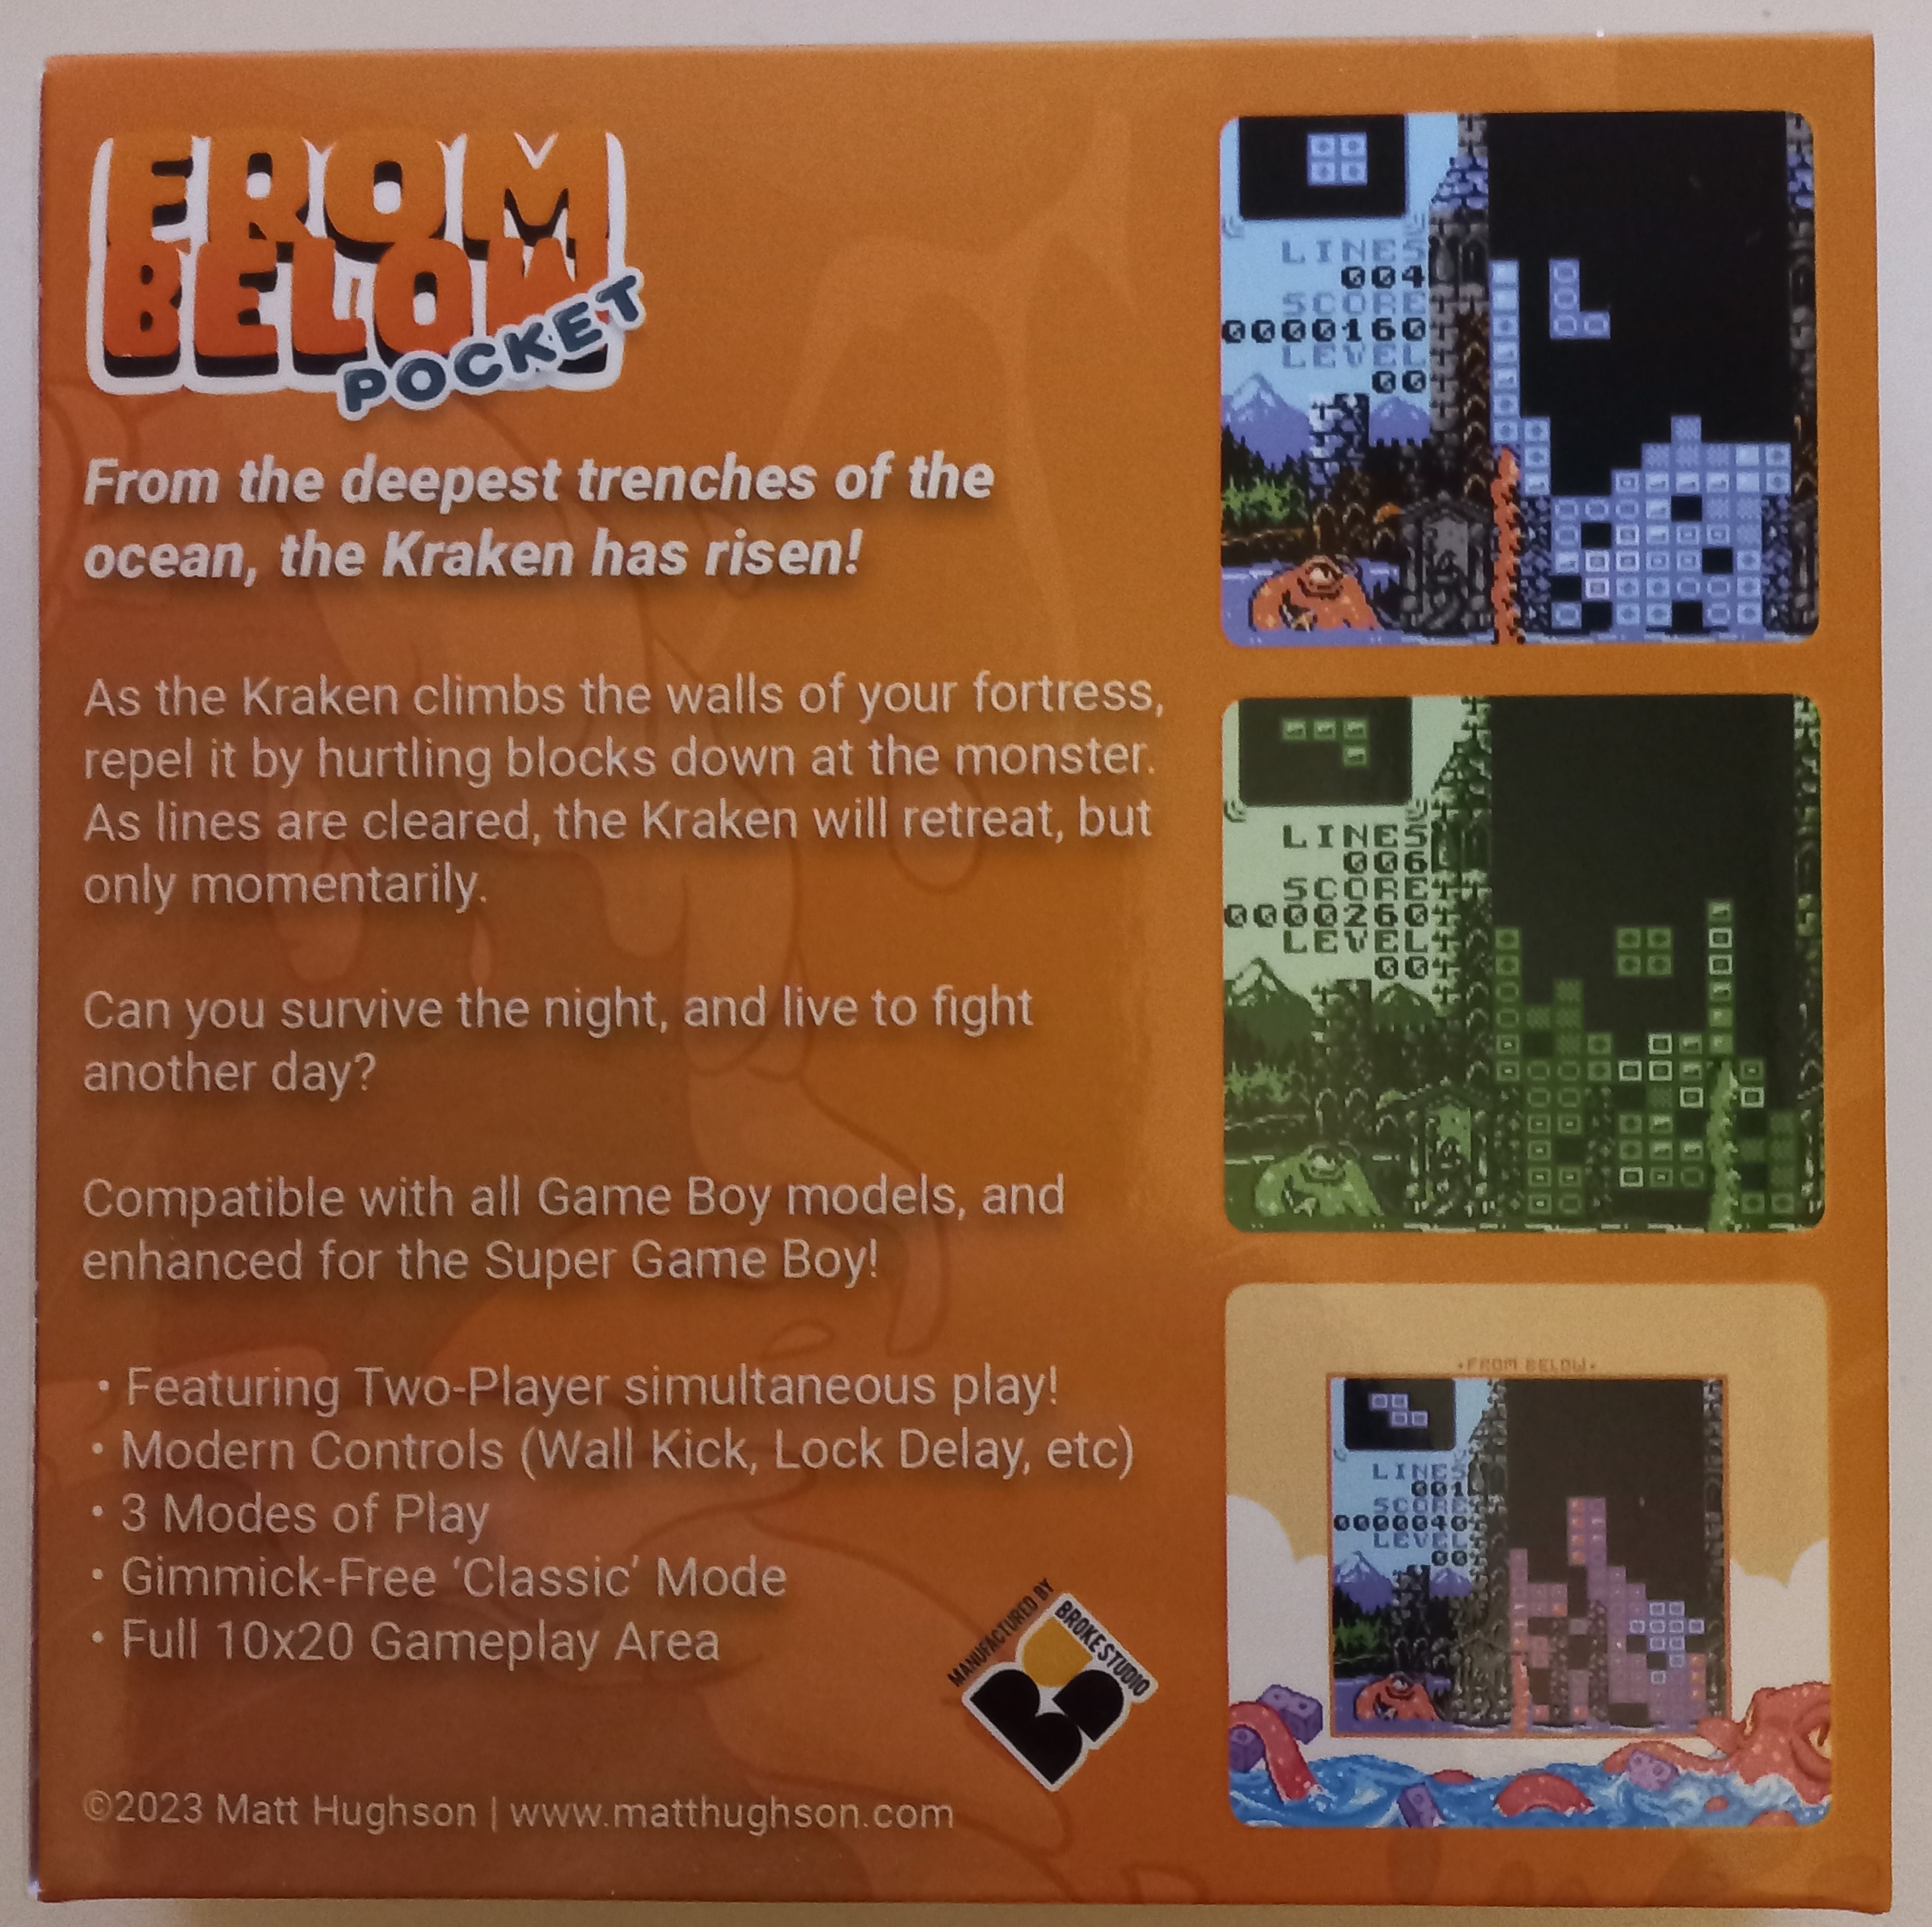 FROM
BELOW
POCKET
From the deepest trenches of the
ocean, the Kraken has risen!
As the Kraken climbs the walls of your fortress,
repel it by hurtling blocks down at the monster.
As lines are cleared, the Kraken will retreat, but
only momentarily.
Can you survive the night, and live to fight
another day?
Compatible with all Game Boy models, and
enhanced for the Super Game Boy!
• Featuring Two-Player simultaneous play!
• Modern Controls (Wall Kick, Lock Delay, etc)
• 3 Modes of Play
• Gimmick-Free ‘Classic’ Mode
• Full 10x20 Gameplay Area
MANUFACTURED BY
BROKE STUDIO
©2023 Matt Hughson | www.matthughson.com
LINES
004
SCORE
0000160
LEVEL
00
LINES
006
SCORE
0000260
LEVEL
00
•FROM BELOW•
LINES
001
SCORE
0000040
LEVEL
00